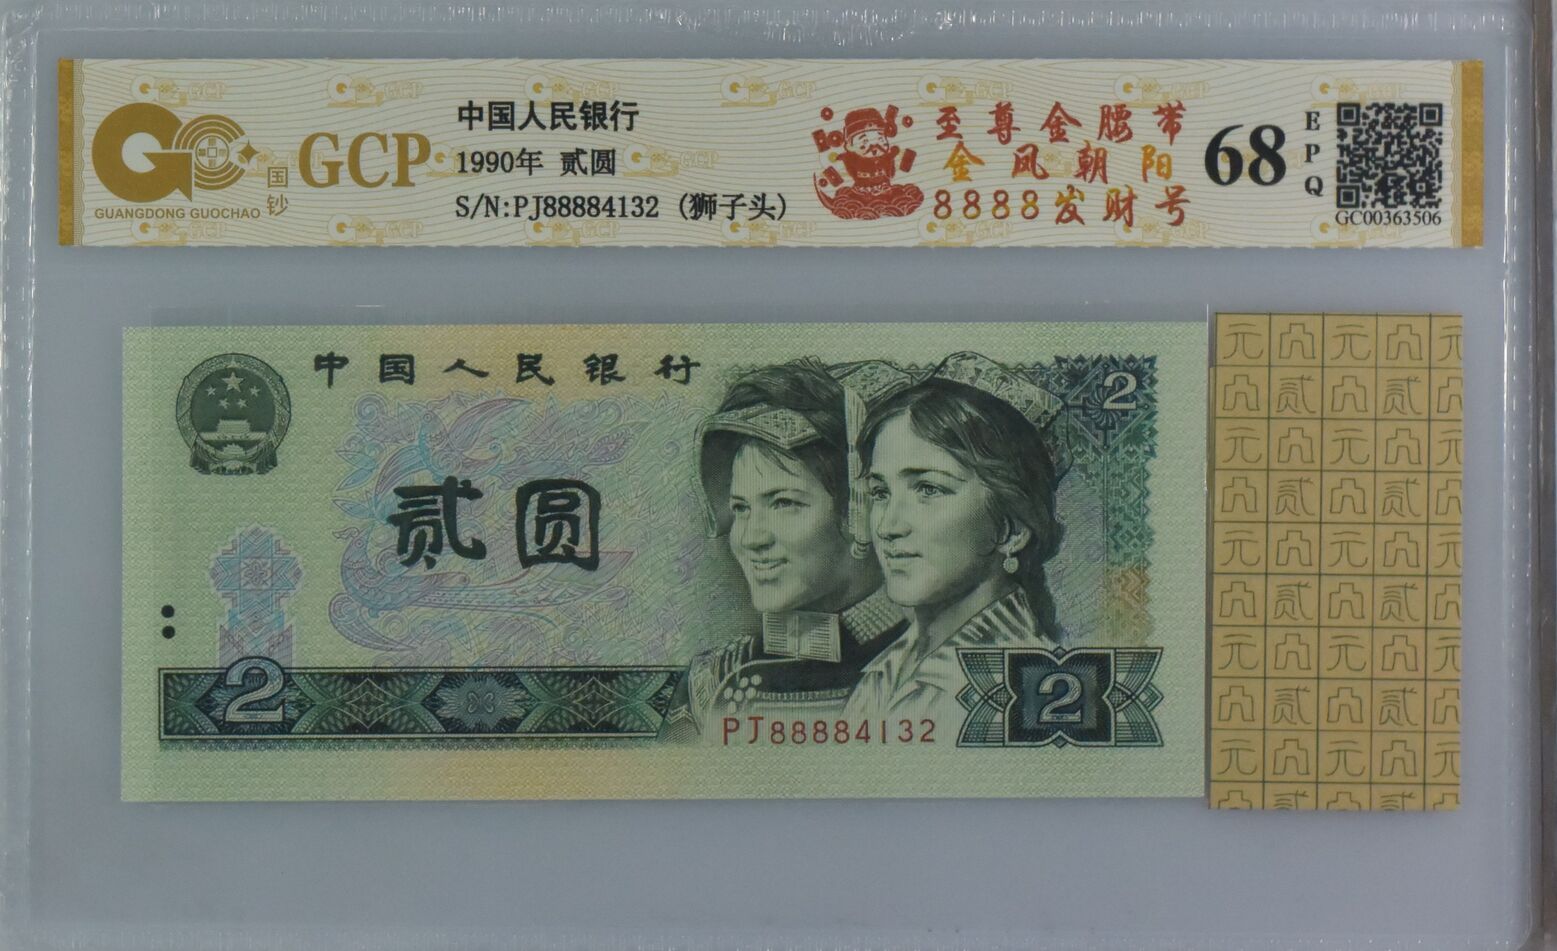 GCP
国钞
GUANGDONG GUOCHAO
中国人民银行
1990年 贰圆
S/N:PJ88884132 (狮子头)
至尊金腰带
金凤朝阳
8888发财号
68
EPQ
GC00363506
中国人民银行
2
贰圆
2
PJ88884132
2